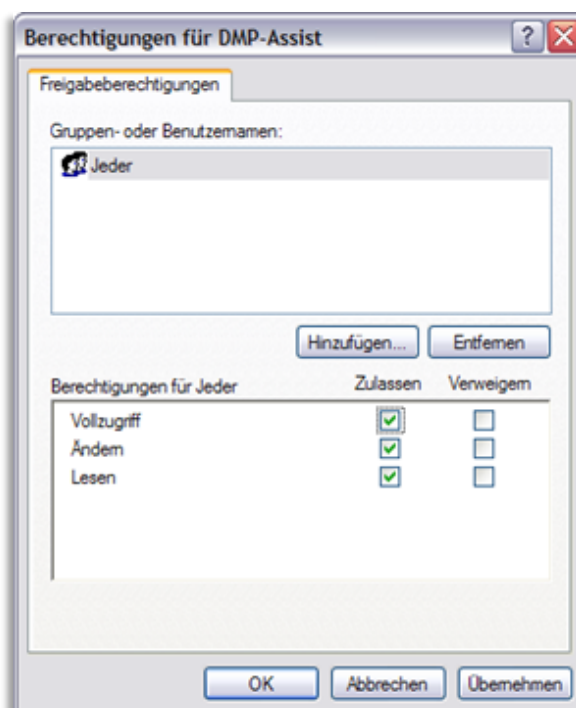 Berechtigungen für DMP-Assist
Freigabeberechtigungen
Gruppen- oder Benutzernamen:
Jeder
Hinzufügen... Entfernen
Berechtigungen für Jeder Zulassen Verweigern
Vollzugriff
Ändern
Lesen
OK Abbrechen Übernehmen